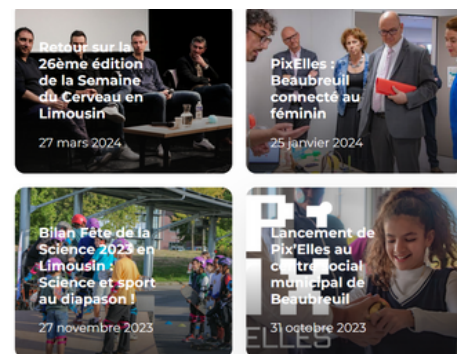 Retour sur la
26ème édition
de la Semaine
du Cerveau en
Limousin
27 mars 2024
PixElles :
Beaubreuil
connecté au
féminin
25 janvier 2024
Bilan Fête de la
Science 2023 en
Limousin :
Science et sport
au diapason !
27 novembre 2023
Lancement de
Pix'Elles au
centre social
municipal de
Beaubreuil
31 octobre 2023
ELLES